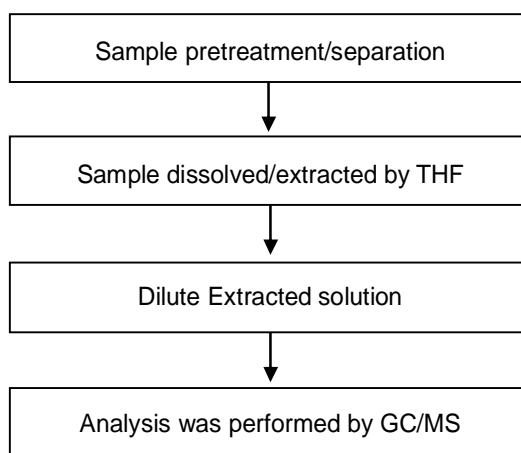 Sample pretreatment/separation
Sample dissolved/extracted by THF
Dilute Extracted solution
Analysis was performed by GC/MS